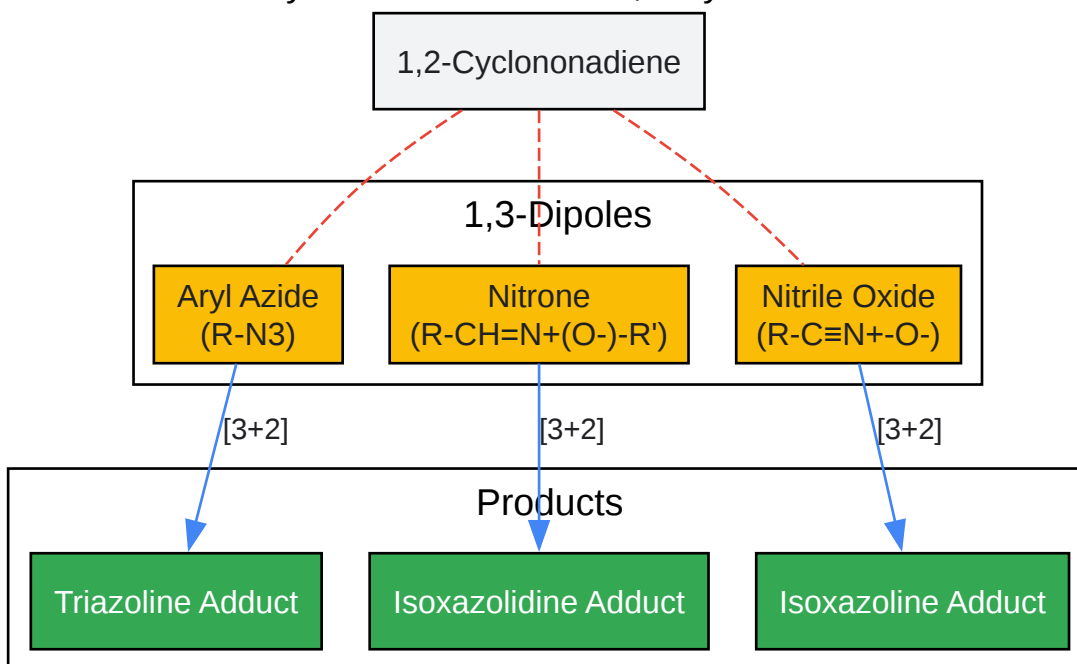 1,2-Cyclononadiene
1,3-Dipoles
Aryl Azide
(R-N3)
Nitrone
(R-CH=N+(O-)-R')
Nitrile Oxide
(R-C≡N+-O-)
[3+2]
[3+2]
[3+2]
Products
Triazoline Adduct
Isoxazolidine Adduct
Isoxazoline Adduct